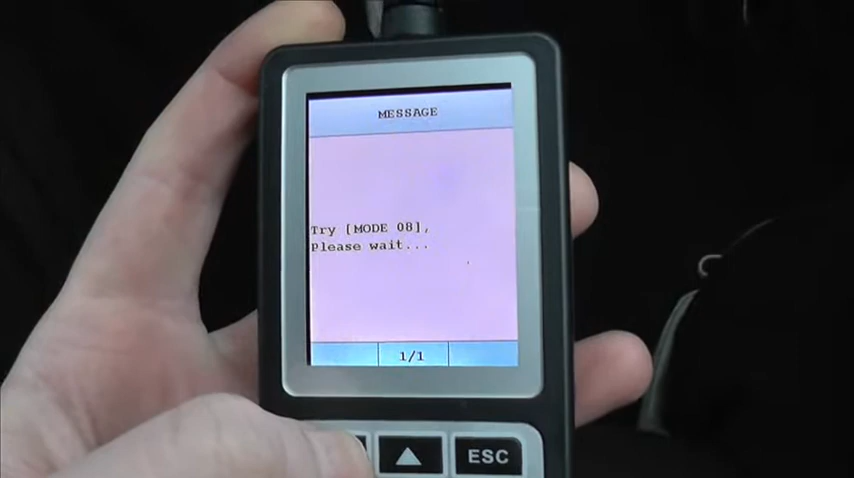 MESSAGE
Try [MODE 08],
Please wait...
1/1
ESC